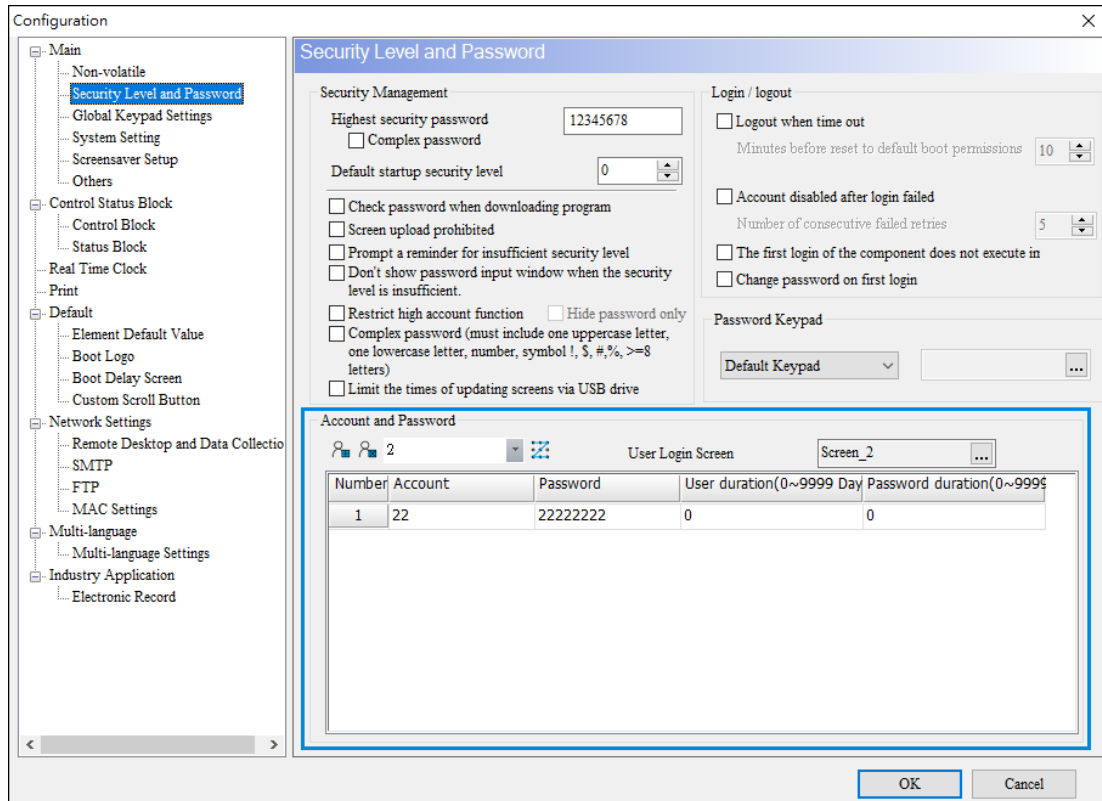 Configuration
Main
Non-volatile
Security Level and Password
Global Keypad Settings
System Setting
Screensaver Setup
Others
Control Status Block
Control Block
Status Block
Real Time Clock
Print
Default
Element Default Value
Boot Logo
Boot Delay Screen
Custom Scroll Button
Network Settings
Remote Desktop and Data Collectio
SMTP
FTP
MAC Settings
Multi-language
Multi-language Settings
Industry Application
Electronic Record
Security Level and Password
Security Management
Highest security password 12345678
Complex password
Default startup security level 0
Check password when downloading program
Screen upload prohibited
Prompt a reminder for insufficient security level
Don't show password input window when the security
level is insufficient.
Restrict high account function Hide password only
Complex password (must include one uppercase letter,
one lowercase letter, number, symbol !, $, #,%, >=8
letters)
Limit the times of updating screens via USB drive
Login / logout
Logout when time out
Minutes before reset to default boot permissions 10
Account disabled after login failed
Number of consecutive failed retries 5
The first login of the component does not execute in
Change password on first login
Password Keypad
Default Keypad ...
Account and Password
2 User Login Screen Screen_2 ...
Number Account Password User duration(0~9999 Day Password duration(0~9999
1 22 22222222 0 0
OK Cancel